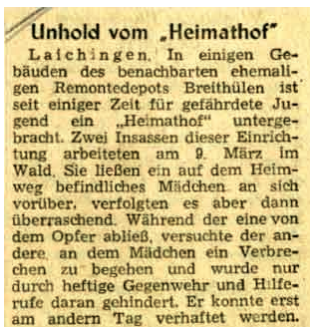 Unhold vom „Heimathof"
Laichingen. In einigen Ge-
bäuden des benachbarten ehemali-
gen Remontedepots Breithülen ist
seit einiger Zeit für gefährdete Ju-
gend ein „Heimathof" unterge-
bracht. Zwei Insassen dieser Einrich-
tung arbeiteten am 9. März im
Wald. Sie ließen ein auf dem Heim-
weg befindliches Mädchen an sich
vorüber, verfolgten es aber dann
überraschend. Während der eine von
dem Opfer abließ, versuchte der an-
dere, an dem Mädchen ein Verbre-
chen zu begehen und wurde nur
durch heftige Gegenwehr und Hilfe-
rufe daran gehindert. Er konnte erst
am andern Tag verhaftet werden.